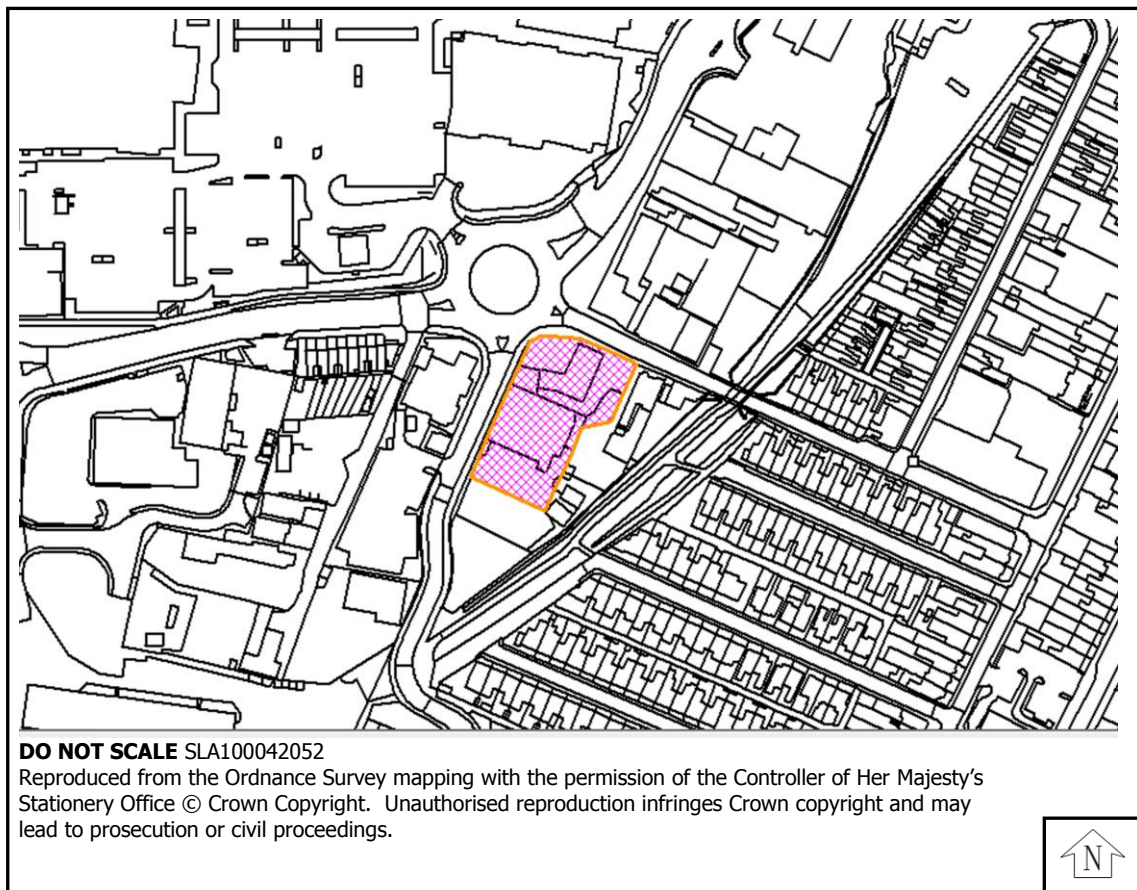 DO NOT SCALE SLA100042052
Reproduced from the Ordnance Survey mapping with the permission of the Controller of Her Majesty's
Stationery Office © Crown Copyright. Unauthorised reproduction infringes Crown copyright and may
lead to prosecution or civil proceedings.
N